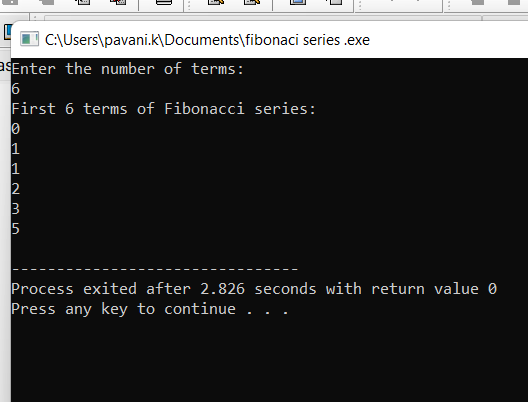 C:\Users\pavani.k\Documents\fibonaci series .exe
Enter the number of terms:
6
First 6 terms of Fibonacci series:
0
1
1
2
3
5
--------------------------------
Process exited after 2.826 seconds with return value 0
Press any key to continue . . .